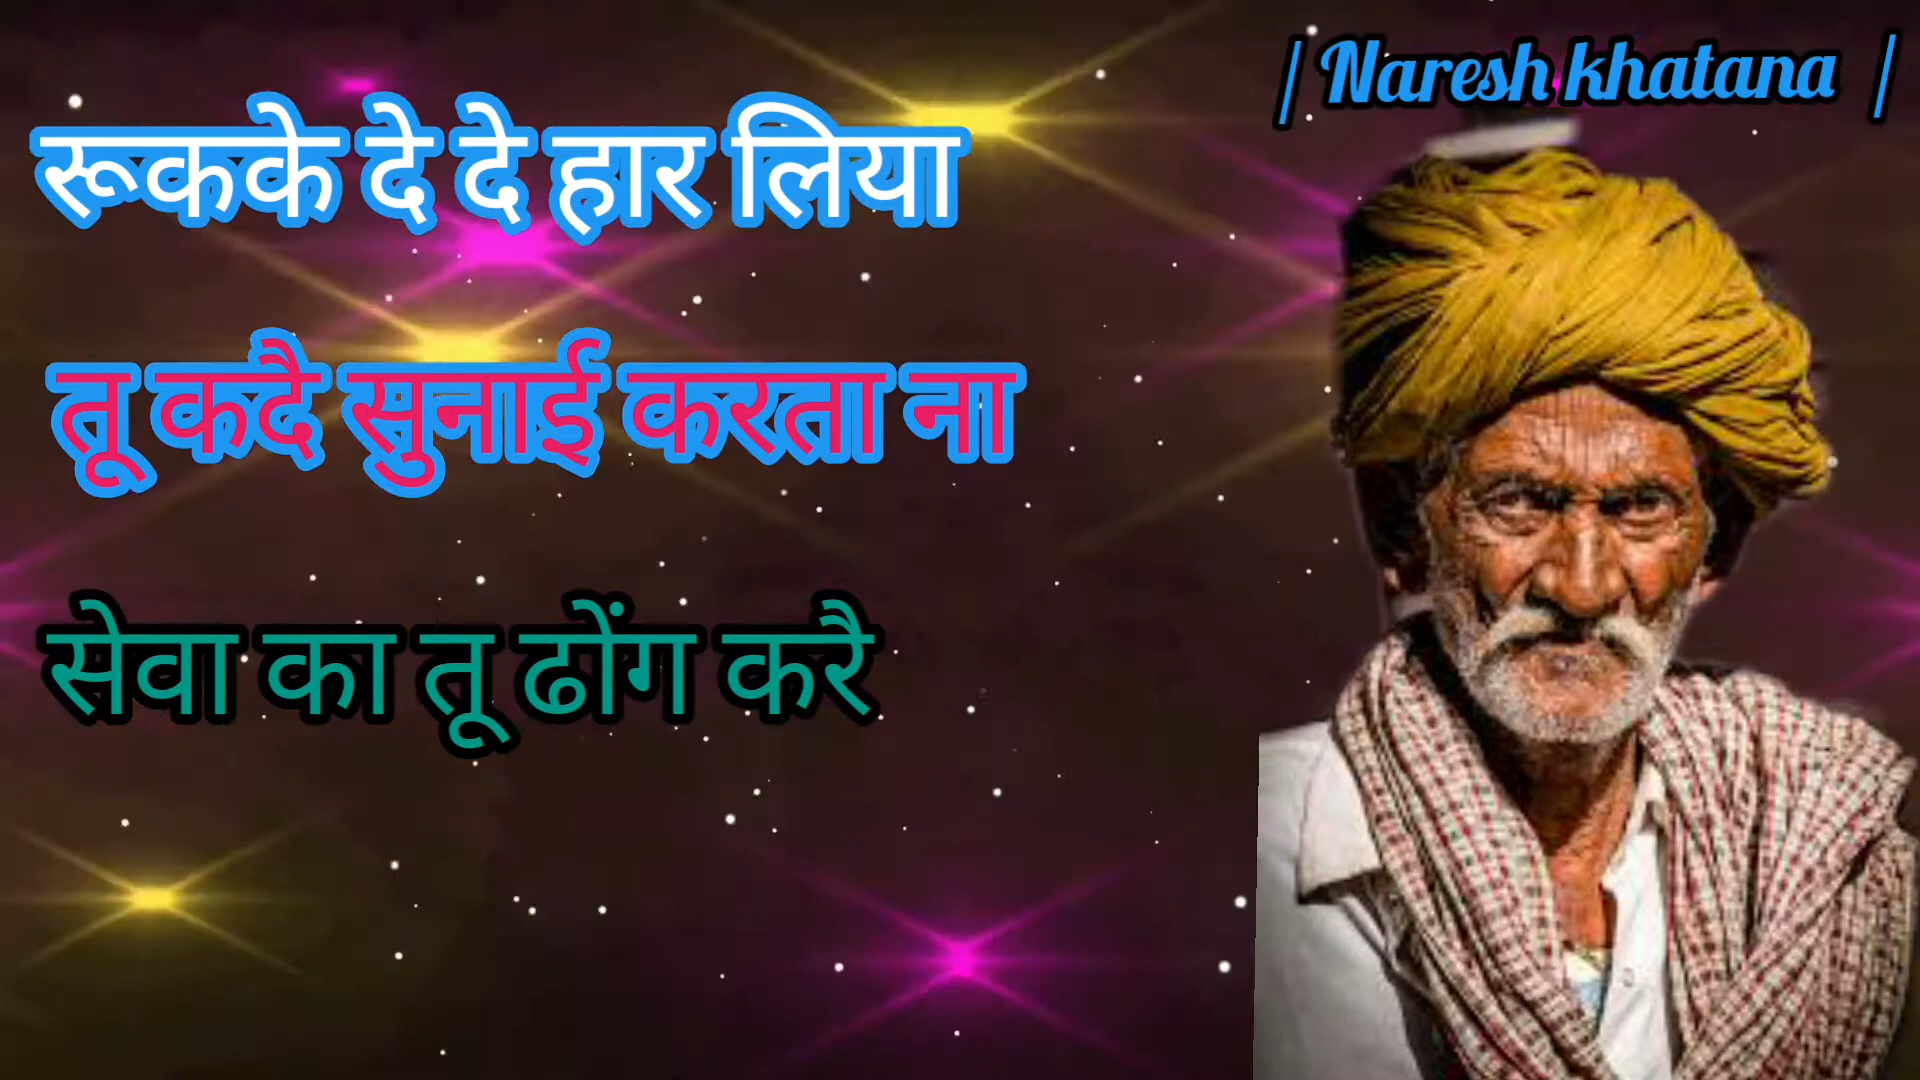 | Naresh khatana |
रूकके दे दे हार लिया
तू कदै सुनाई करता ना
सेवा का तू ढोंग करै